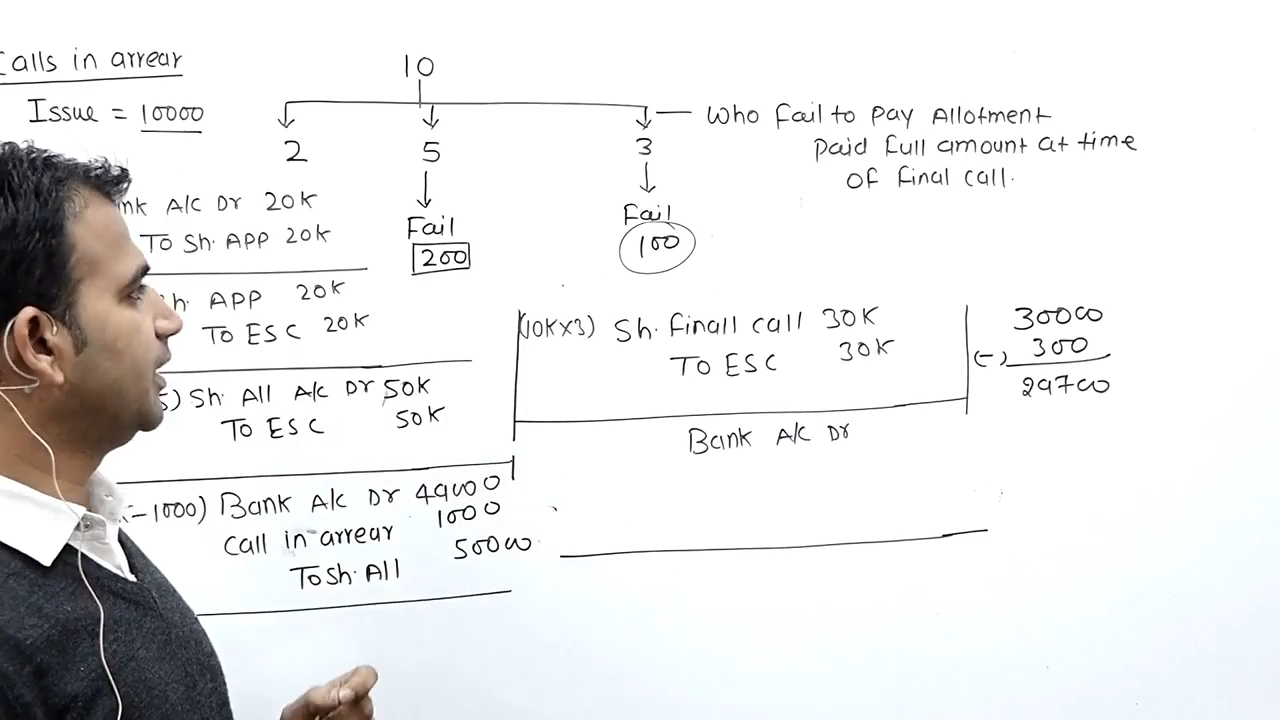 Calls in arrear
Issue = 10000
10
2 5 3
Who Fail to pay Allotment
paid full amount at time
of final call.
Fail
200
Fail
100
A/C Dr 20K
To Sh. APP 20K
APP 20K
To ESC 20K
Sh. All A/C Dr 50K
To ESC 50K
-1000) Bank A/c Dr 49000
Call in arrear 1000
To Sh. All 50000
(10K×3) Sh. Finall call 30K
To ESC 30K
30000
(-) 300
29700
Bank A/c Dr